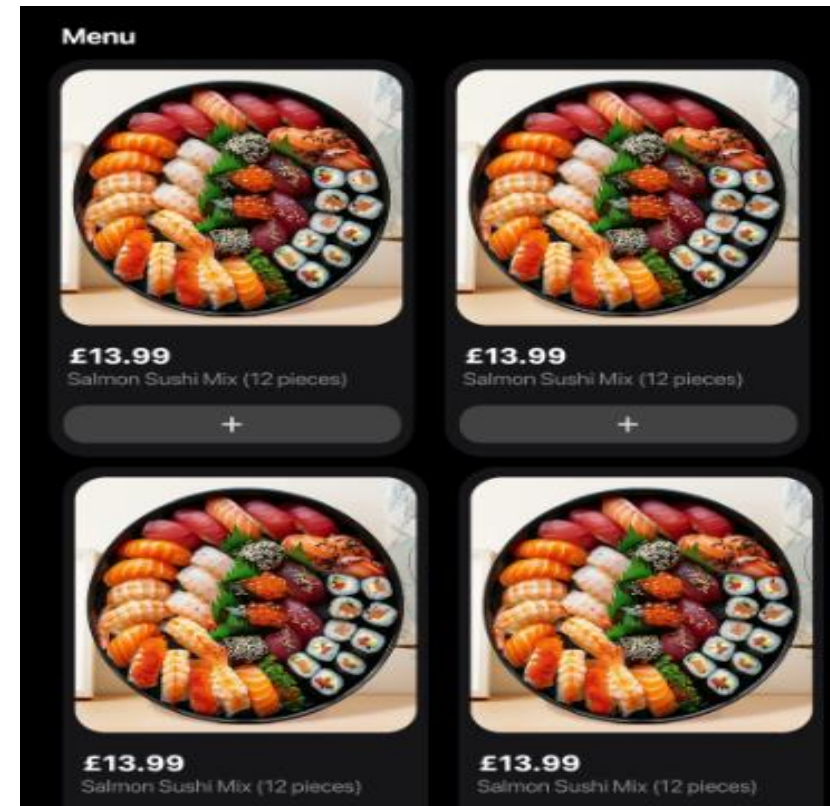 Menu
£13.99
Salmon Sushi Mix (12 pieces)
+
£13.99
Salmon Sushi Mix (12 pieces)
+
£13.99
Salmon Sushi Mix (12 pieces)
£13.99
Salmon Sushi Mix (12 pieces)